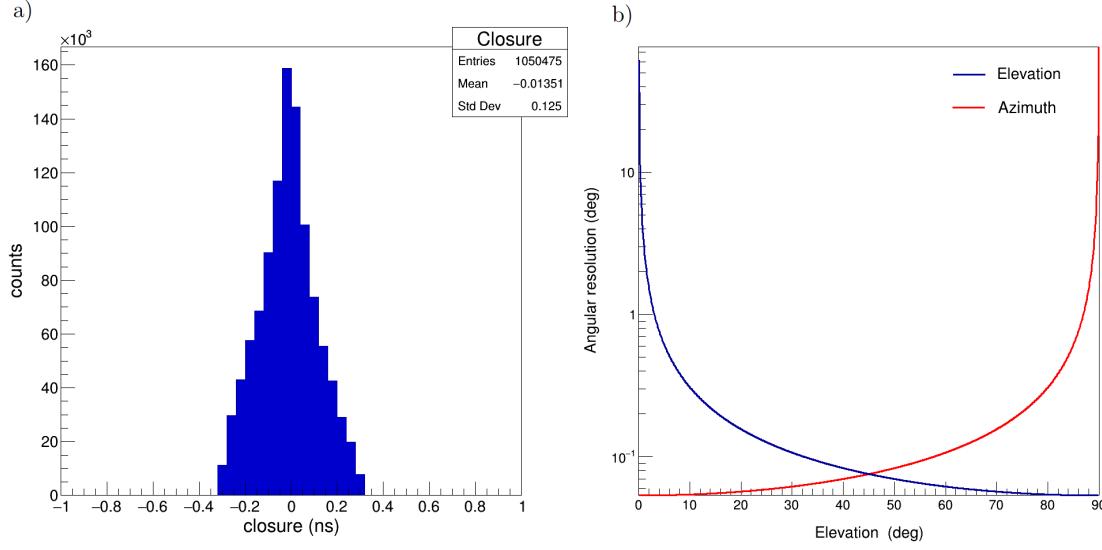 a)
×10³
Closure
Entries 1050475
Mean −0.01351
Std Dev 0.125
counts
160
140
120
100
80
60
40
20
0
−1 −0.8 −0.6 −0.4 −0.2 0 0.2 0.4 0.6 0.8 1
closure (ns)
b)
Elevation
Azimuth
Angular resolution (deg)
10
1
10⁻¹
0 10 20 30 40 50 60 70 80 90
Elevation (deg)